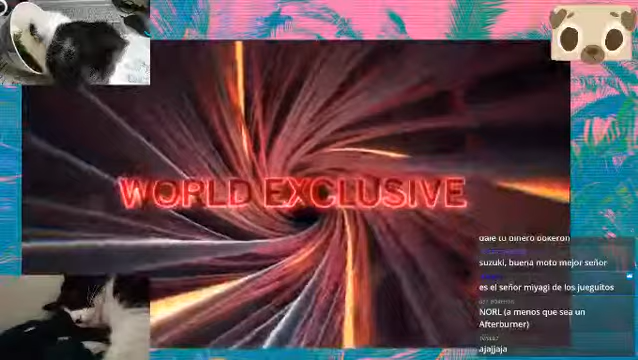 WORLD EXCLUSIVE
dale tu dinero
suzuki, buena moto mejor señor
es el señor miyagi de los jueguitos
NORL (a menos que sea un
Afterburner)
ajajjaja